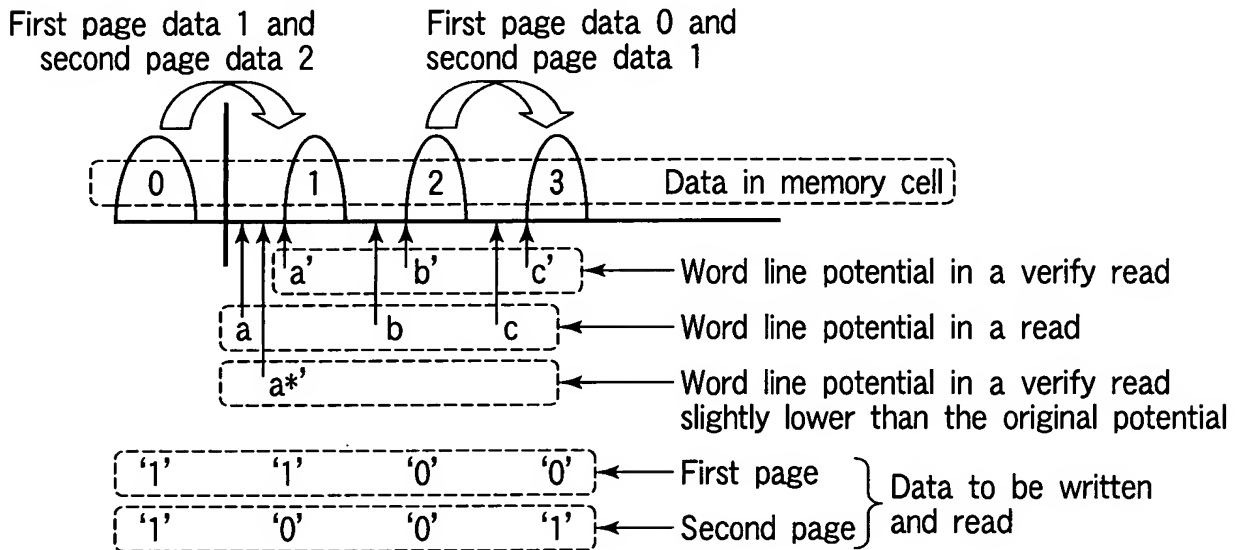 First page data 1 and
second page data 2
First page data 0 and
second page data 1
0 1 2 3 Data in memory cell
a' b' c' Word line potential in a verify read
a b c Word line potential in a read
a*' Word line potential in a verify read
slightly lower than the original potential
‘1’ ‘1’ ‘0’ ‘0’ First page
‘1’ ‘0’ ‘0’ ‘1’ Second page
Data to be written
and read